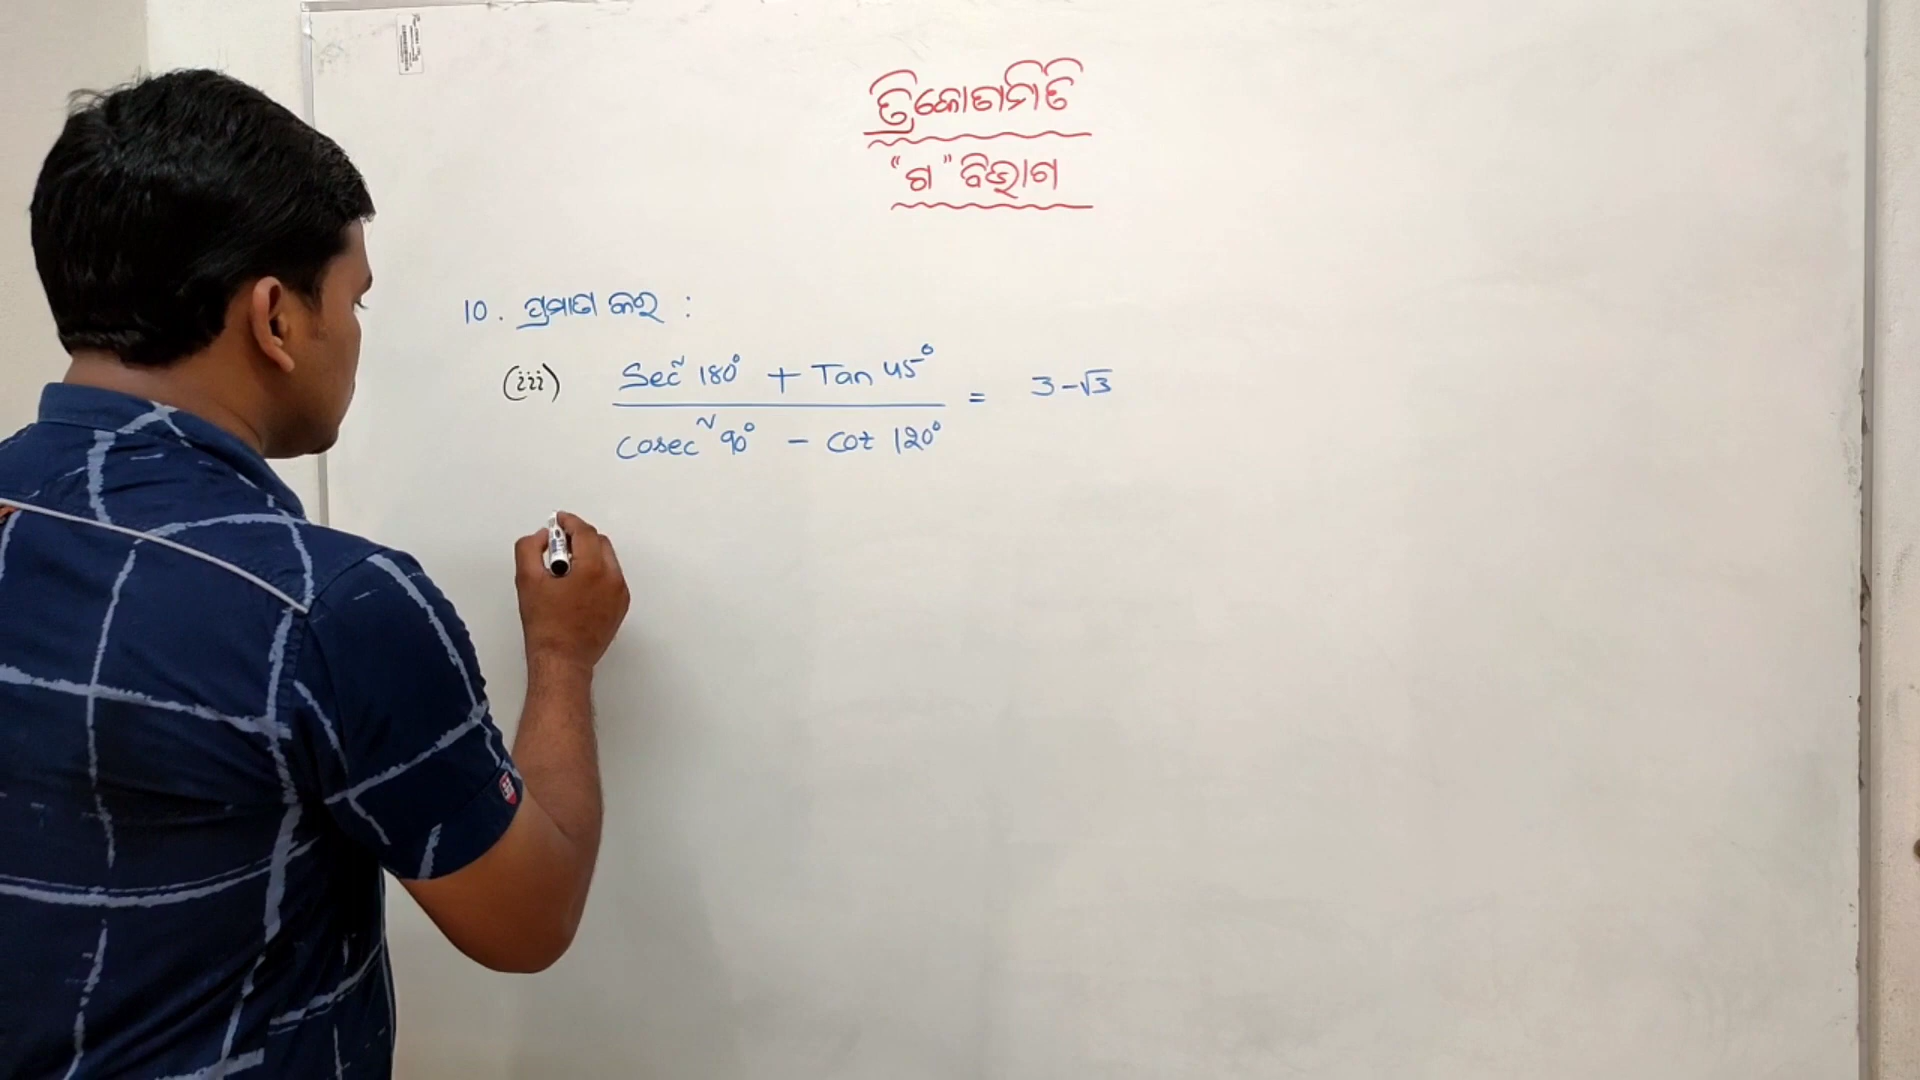 ତ୍ରିକୋଣମିତି
"ଗ" ବିଭାଗ
10. ପ୍ରମାଣ କର :
(iii) Sec² 180° + Tan 45°
= 3-√3
Cosec² 90° - Cot 120°